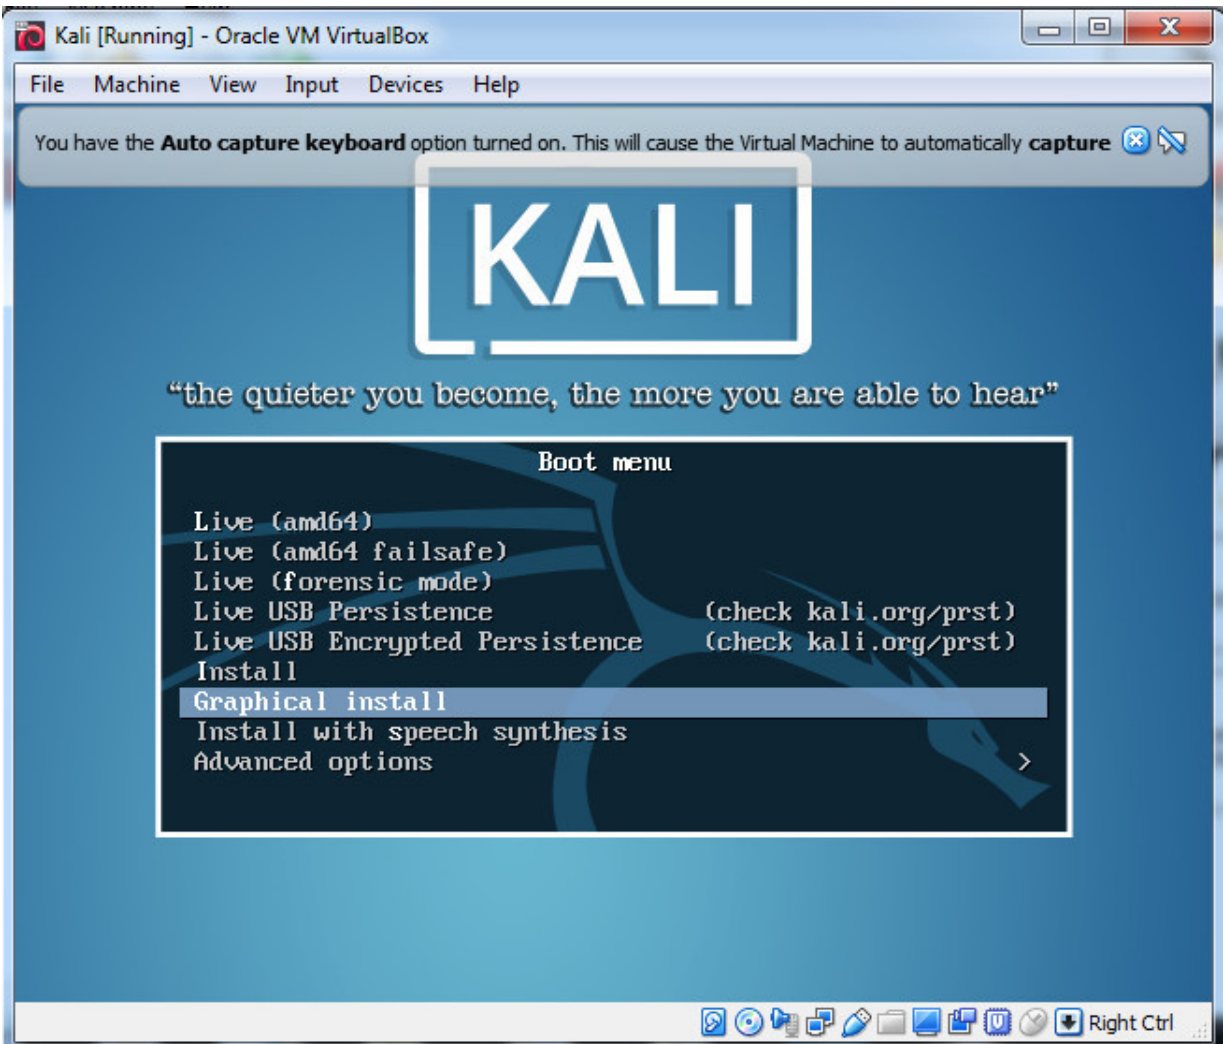 Kali [Running] - Oracle VM VirtualBox
File Machine View Input Devices Help
You have the Auto capture keyboard option turned on. This will cause the Virtual Machine to automatically capture
KALI
“the quieter you become, the more you are able to hear”
Boot menu
Live (amd64)
Live (amd64 failsafe)
Live (forensic mode)
Live USB Persistence (check kali.org/prst)
Live USB Encrypted Persistence (check kali.org/prst)
Install
Graphical install
Install with speech synthesis
Advanced options >
Right Ctrl